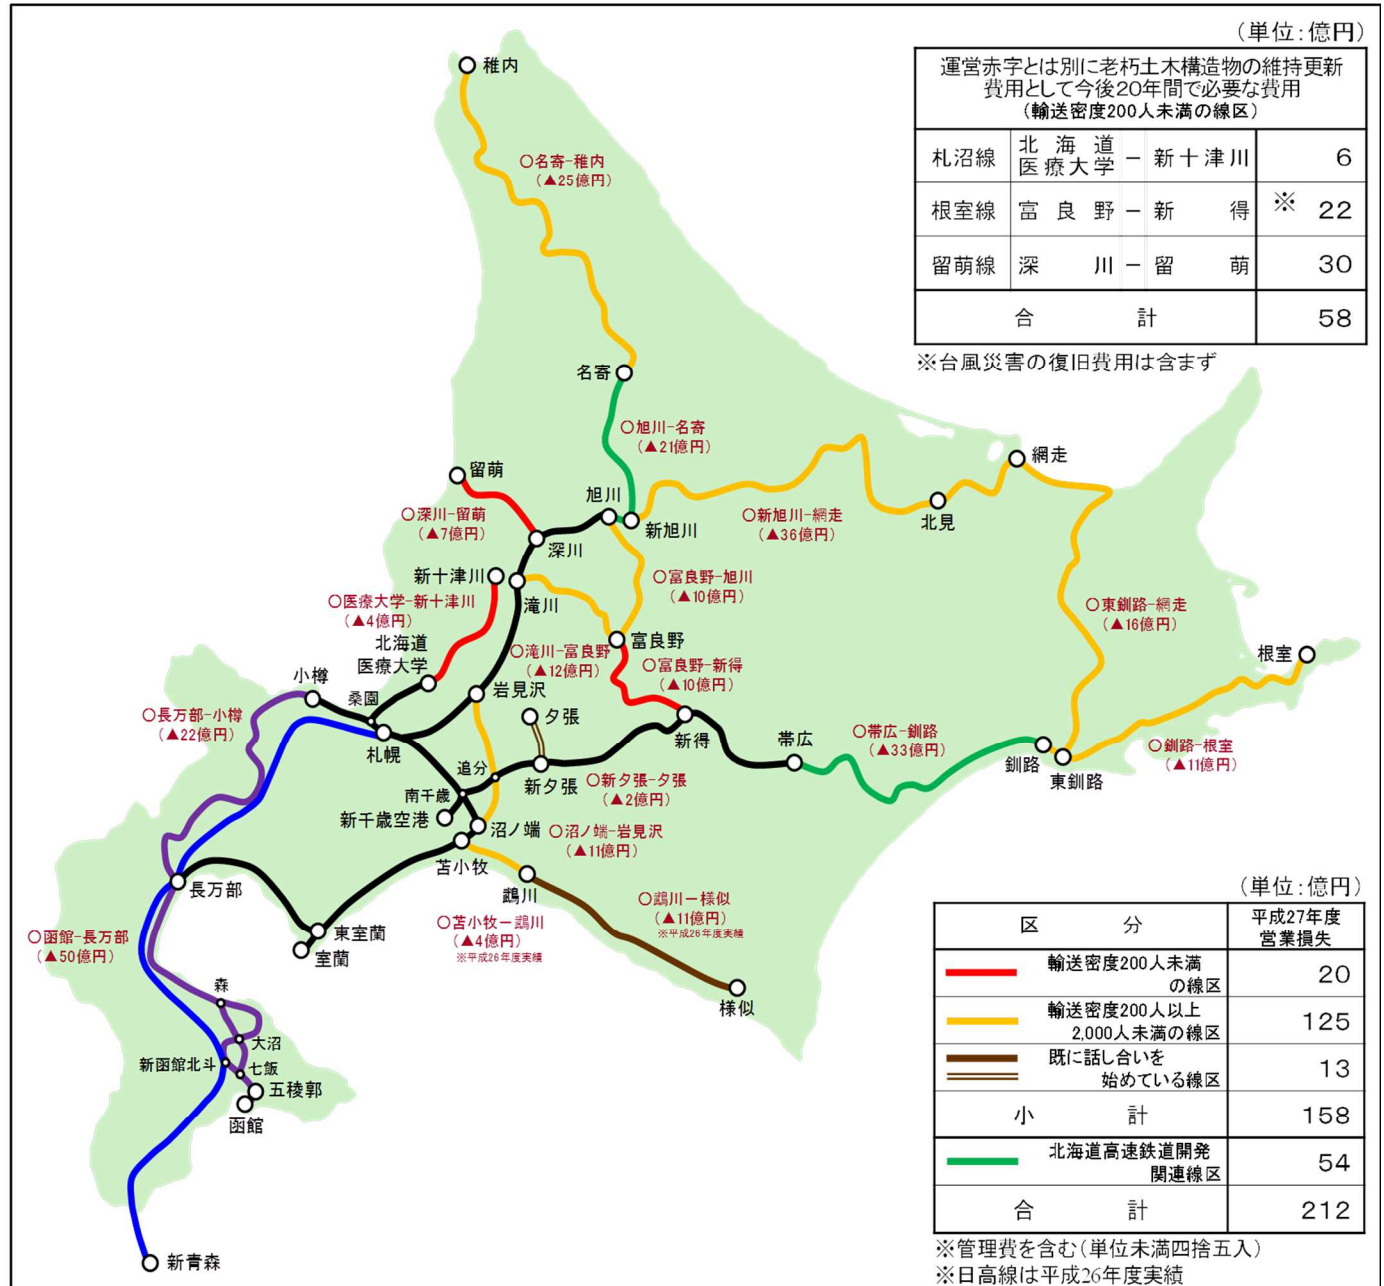 (単位:億円)
運営赤字とは別に老朽土木構造物の維持更新
費用として今後20年間で必要な費用
(輸送密度200人未満の線区)
札沼線 北海道医療大学 − 新十津川 6
根室線 富良野 − 新得 ※ 22
留萌線 深川 − 留萌 30
合計 58
※台風災害の復旧費用は含まず
稚内
○名寄-稚内
(▲25億円)
名寄
○旭川-名寄
(▲21億円)
留萌
旭川
新旭川
○深川-留萌
(▲7億円)
深川
○新旭川-網走
(▲36億円)
北見
網走
新十津川
滝川
○医療大学-新十津川
(▲4億円)
北海道
医療大学
○富良野-旭川
(▲10億円)
○東釧路-網走
(▲16億円)
富良野
○滝川-富良野
(▲12億円)
○富良野-新得
(▲10億円)
根室
小樽
桑園
札幌
岩見沢
夕張
新得
帯広
○長万部-小樽
(▲22億円)
○帯広-釧路
(▲33億円)
釧路
東釧路
○釧路-根室
(▲11億円)
追分
新夕張
○新夕張-夕張
(▲2億円)
南千歳
新千歳空港
沼ノ端
○沼ノ端-岩見沢
(▲11億円)
苫小牧
鵡川
長万部
○苫小牧ー鵡川
(▲4億円)
※平成26年度実績
○鵡川ー様似
(▲11億円)
※平成26年度実績
様似
○函館-長万部
(▲50億円)
東室蘭
室蘭
森
大沼
新函館北斗
七飯
五稜郭
函館
新青森
(単位:億円)
区分 平成27年度
営業損失
輸送密度200人未満
の線区 20
輸送密度200人以上
2,000人未満の線区 125
既に話し合いを
始めている線区 13
小計 158
北海道高速鉄道開発
関連線区 54
合計 212
※管理費を含む(単位未満四捨五入)
※日高線は平成26年度実績